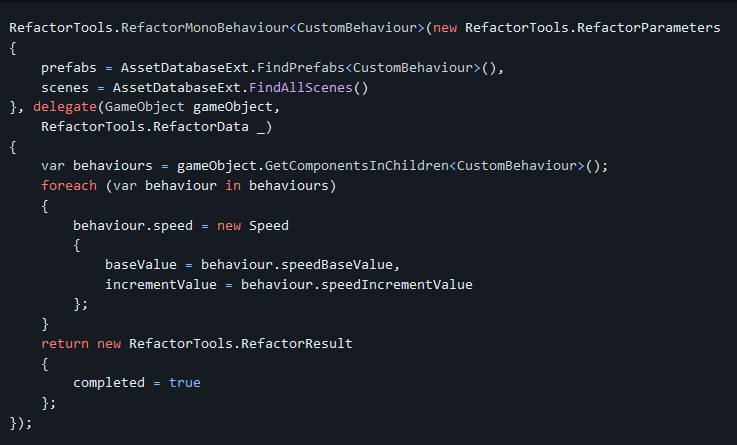 RefactorTools.RefactorMonoBehaviour<CustomBehaviour>(new RefactorTools.RefactorParameters
{
    prefabs = AssetDatabaseExt.FindPrefabs<CustomBehaviour>(),
    scenes = AssetDatabaseExt.FindAllScenes()
}, delegate(GameObject gameObject,
    RefactorTools.RefactorData _)
{
    var behaviours = gameObject.GetComponentsInChildren<CustomBehaviour>();
    foreach (var behaviour in behaviours)
    {
        behaviour.speed = new Speed
        {
            baseValue = behaviour.speedBaseValue,
            incrementValue = behaviour.speedIncrementValue
        };
    }
    return new RefactorTools.RefactorResult
    {
        completed = true
    };
});